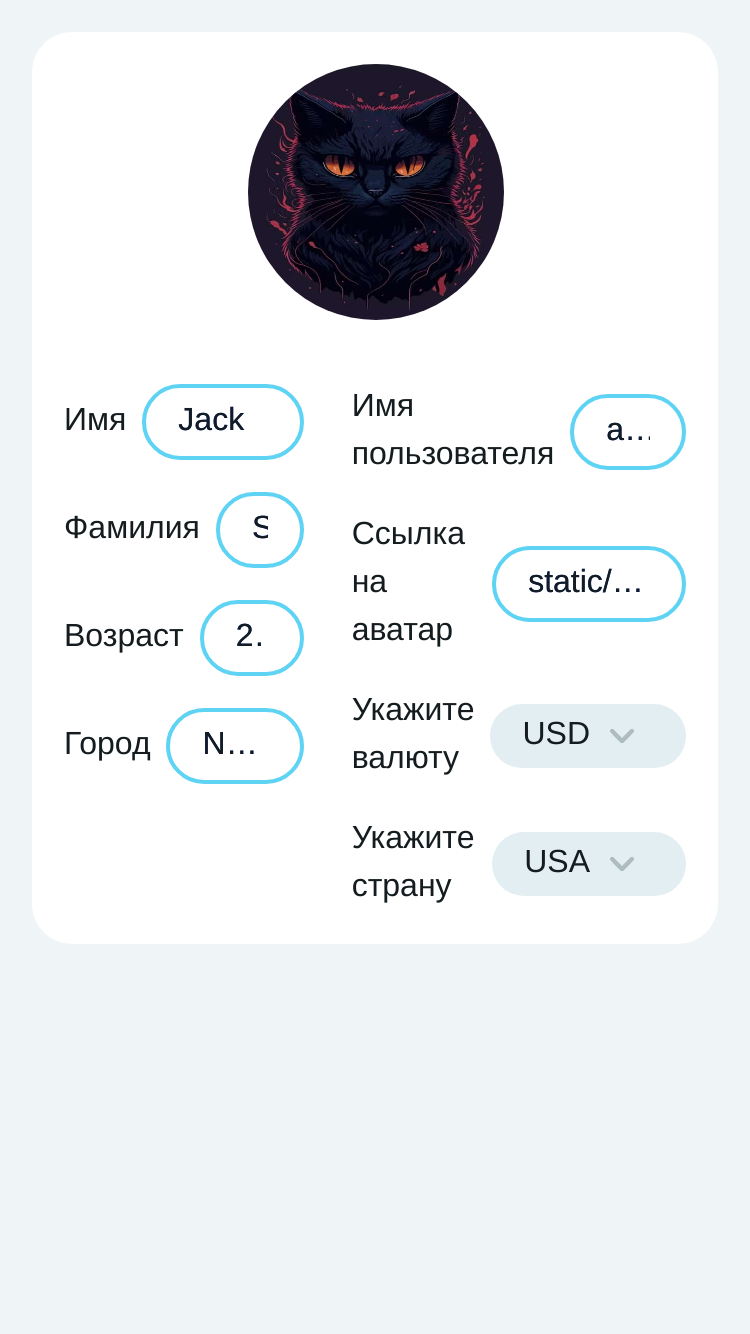 Имя
Jack
Фамилия
S
Возраст
2.
Город
N...
Имя
пользователя
a...
Ссылка
на
аватар
static/...
Укажите
валюту
USD
Укажите
страну
USA